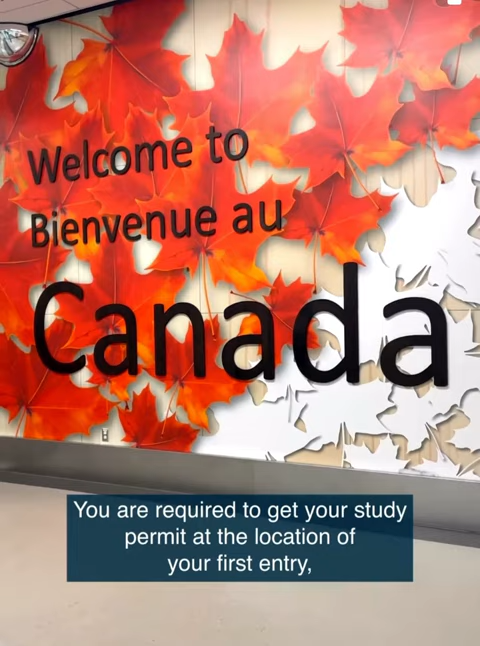 Welcome to
Bienvenue au
Canada
You are required to get your study
permit at the location of
your first entry,